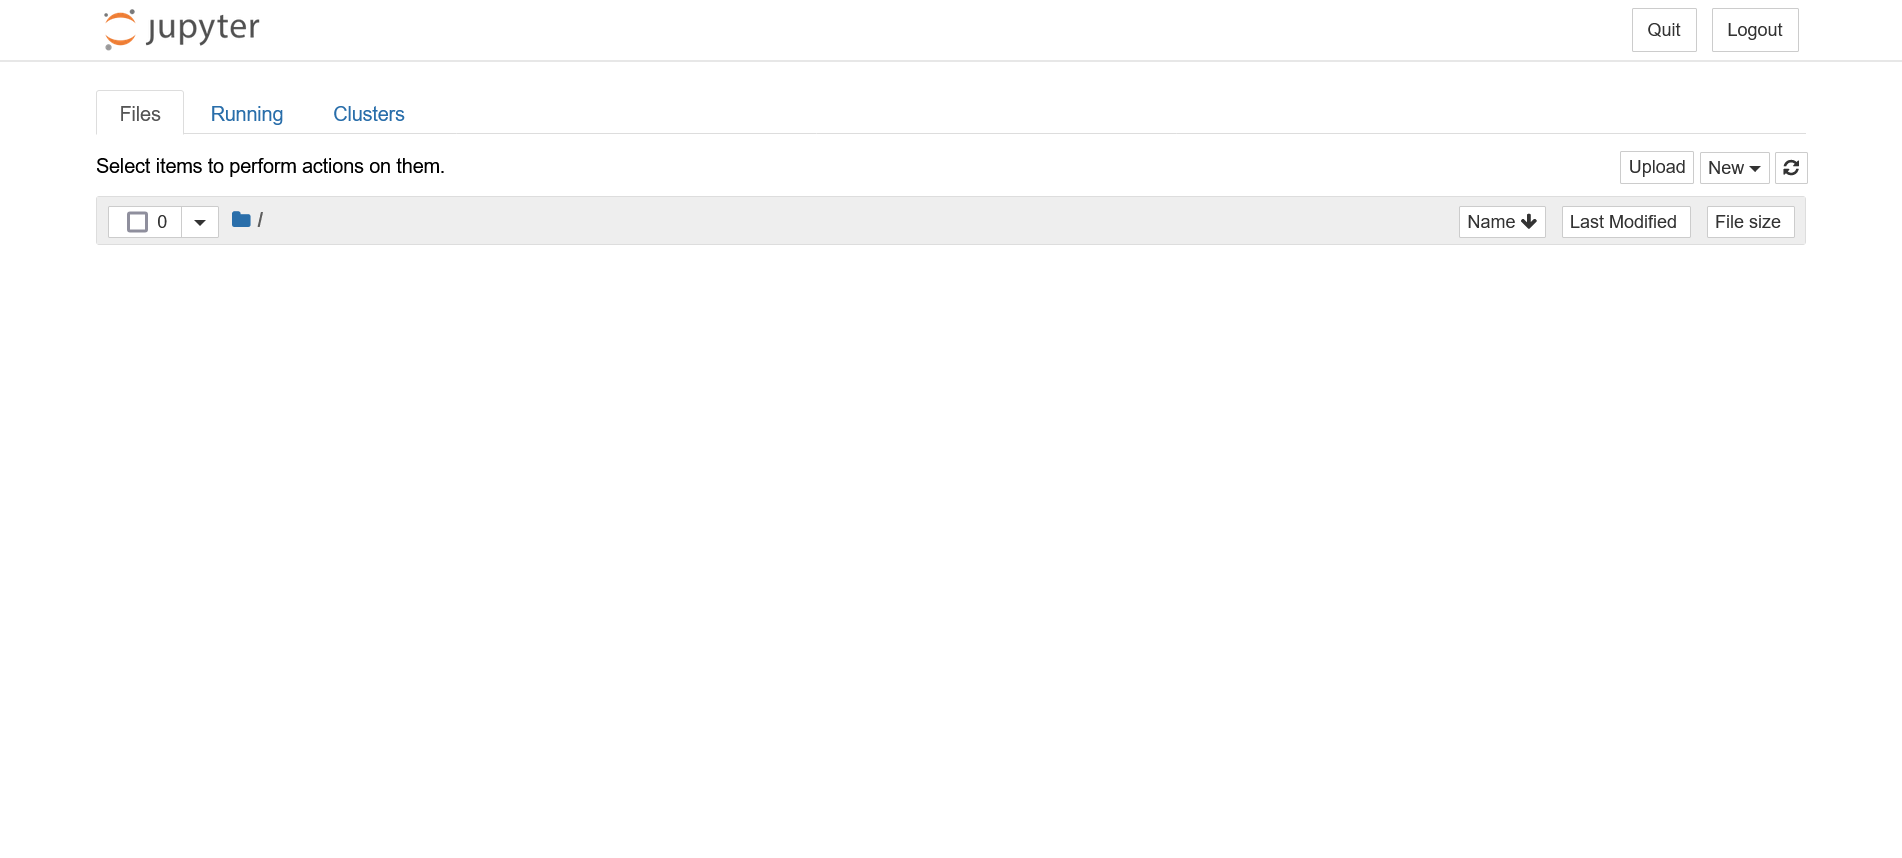 jupyter
Quit Logout
Files Running Clusters
Select items to perform actions on them.
Upload New
0 / Name Last Modified File size